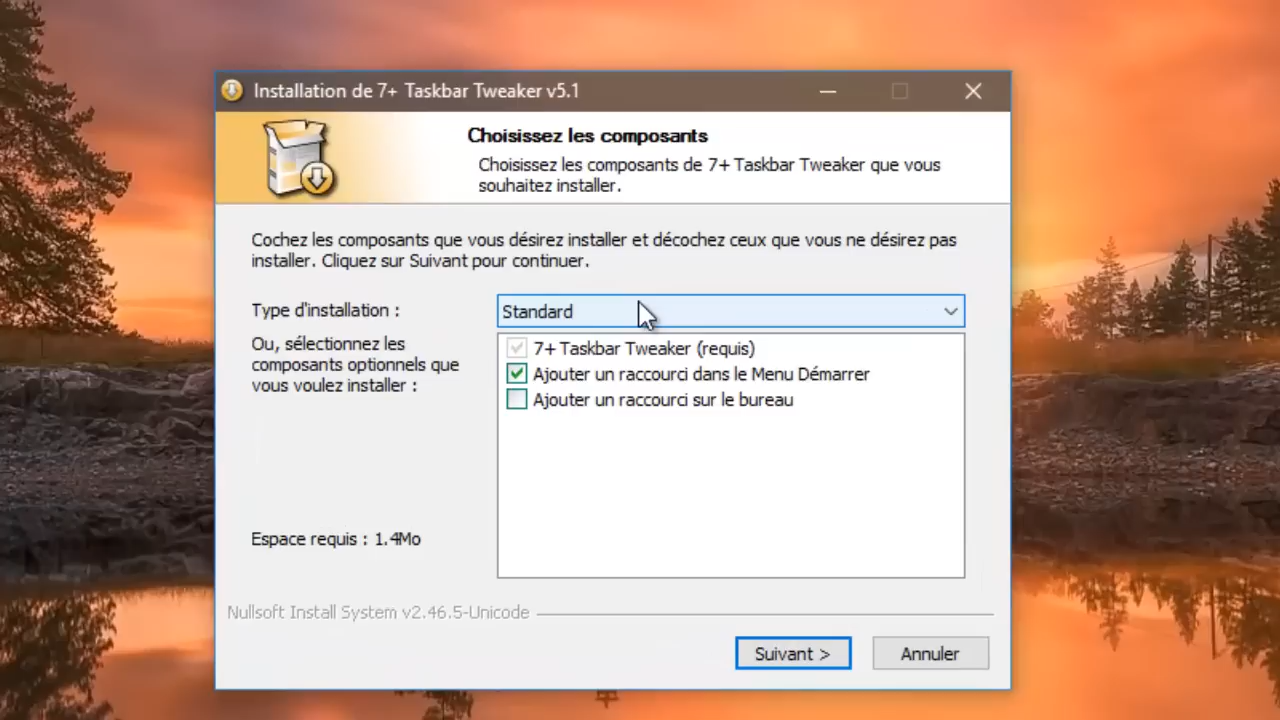 Installation de 7+ Taskbar Tweaker v5.1
Choisissez les composants
Choisissez les composants de 7+ Taskbar Tweaker que vous
souhaitez installer.
Cochez les composants que vous désirez installer et décochez ceux que vous ne désirez pas
installer. Cliquez sur Suivant pour continuer.
Type d'installation :
Standard
Ou, sélectionnez les
composants optionnels que
vous voulez installer :
7+ Taskbar Tweaker (requis)
Ajouter un raccourci dans le Menu Démarrer
Ajouter un raccourci sur le bureau
Espace requis : 1.4Mo
Nullsoft Install System v2.46.5-Unicode
Suivant >
Annuler